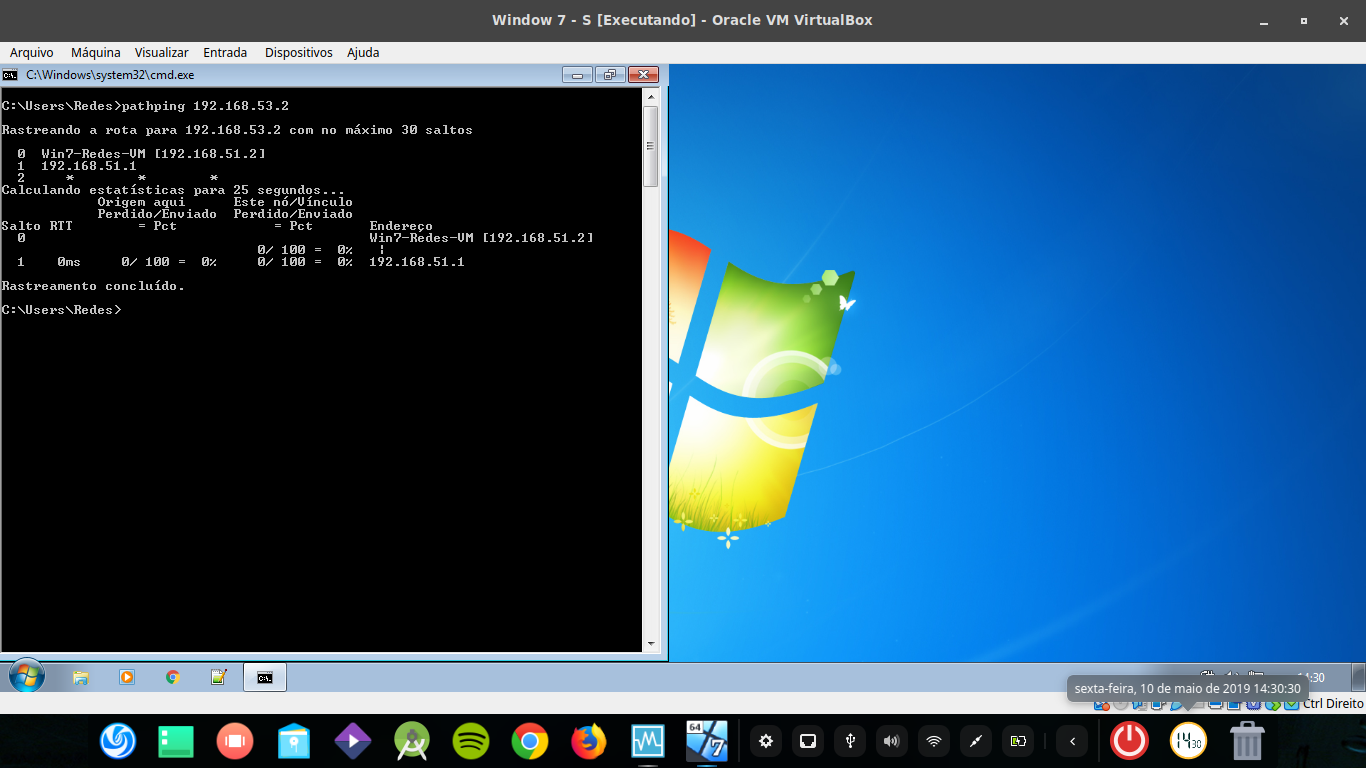 Window 7 - S [Executando] - Oracle VM VirtualBox
Arquivo Máquina Visualizar Entrada Dispositivos Ajuda
C:\Windows\system32\cmd.exe
C:\Users\Redes>pathping 192.168.53.2
Rastreando a rota para 192.168.53.2 com no máximo 30 saltos
0 Win7-Redes-VM [192.168.51.2]
1 192.168.51.1
2 * * *
Calculando estatísticas para 25 segundos...
Origem aqui Este nó/Vínculo
Perdido/Enviado Perdido/Enviado
Salto RTT = Pct = Pct Endereço
0 Win7-Redes-VM [192.168.51.2]
0/ 100 = 0% ¦
1 0ms 0/ 100 = 0% 0/ 100 = 0% 192.168.51.1
Rastreamento concluído.
C:\Users\Redes>
sexta-feira, 10 de maio de 2019 14:30:30
Ctrl Direito
64
7
14 30